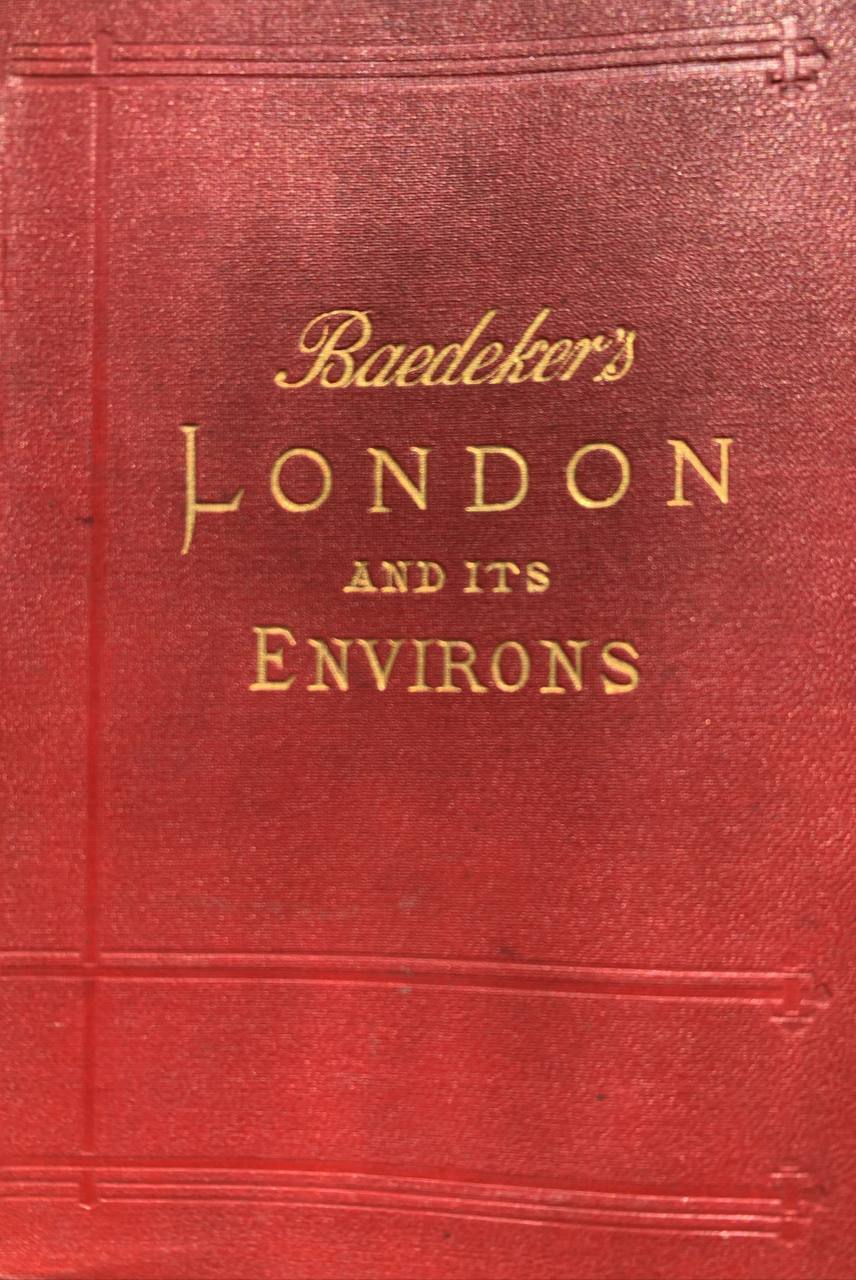 Baedeker's
LONDON
AND ITS
ENVIRONS